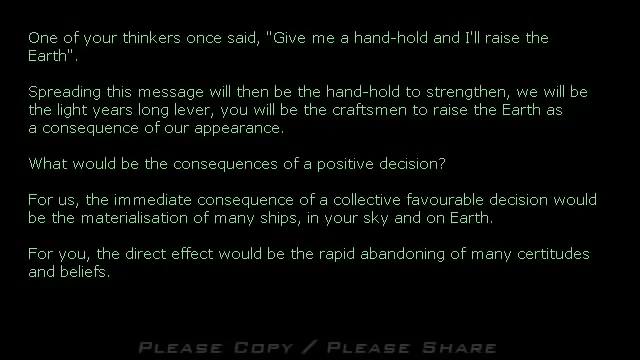 One of your thinkers once said, "Give me a hand-hold and I'll raise the
Earth".
Spreading this message will then be the hand-hold to strengthen, we will be
the light years long lever, you will be the craftsmen to raise the Earth as
a consequence of our appearance.
What would be the consequences of a positive decision?
For us, the immediate consequence of a collective favourable decision would
be the materialisation of many ships, in your sky and on Earth.
For you, the direct effect would be the rapid abandoning of many certitudes
and beliefs.
Please Copy / Please Share